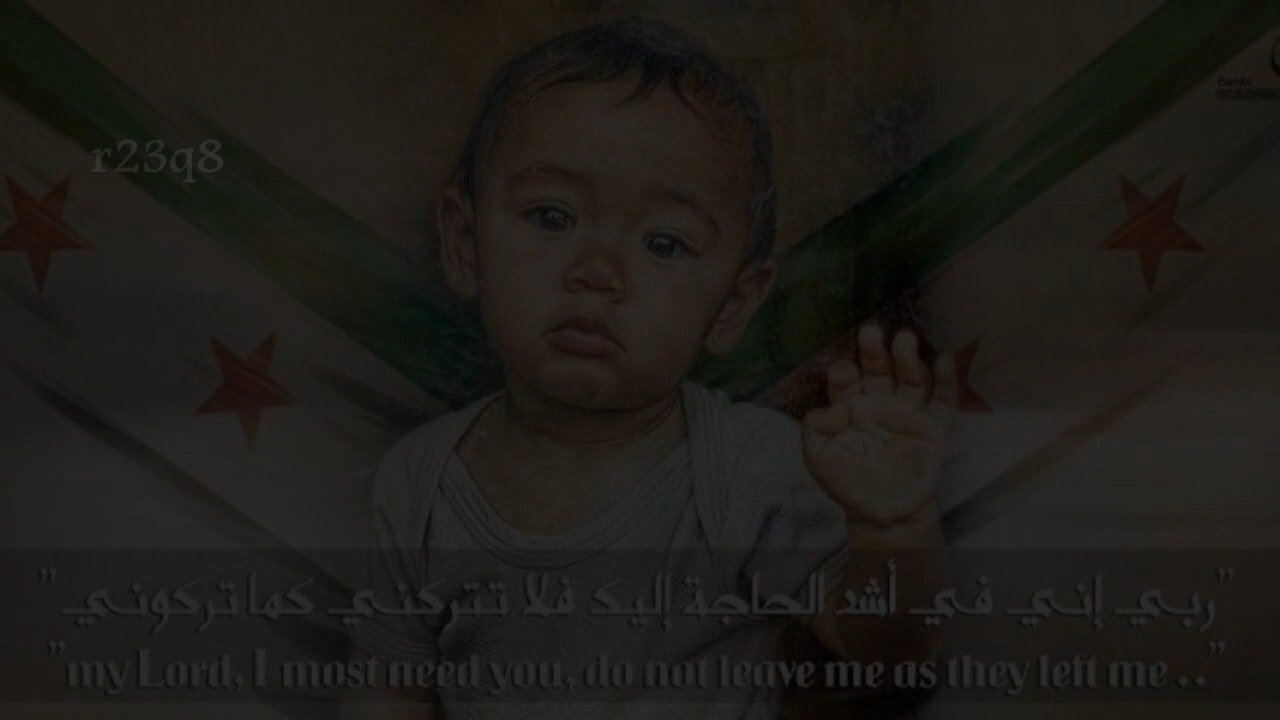 r23q8
"ربي إني في أشد الحاجة إليك فلا تتركني كما تركوني"
"my Lord, I most need you, do not leave me as they left me .."